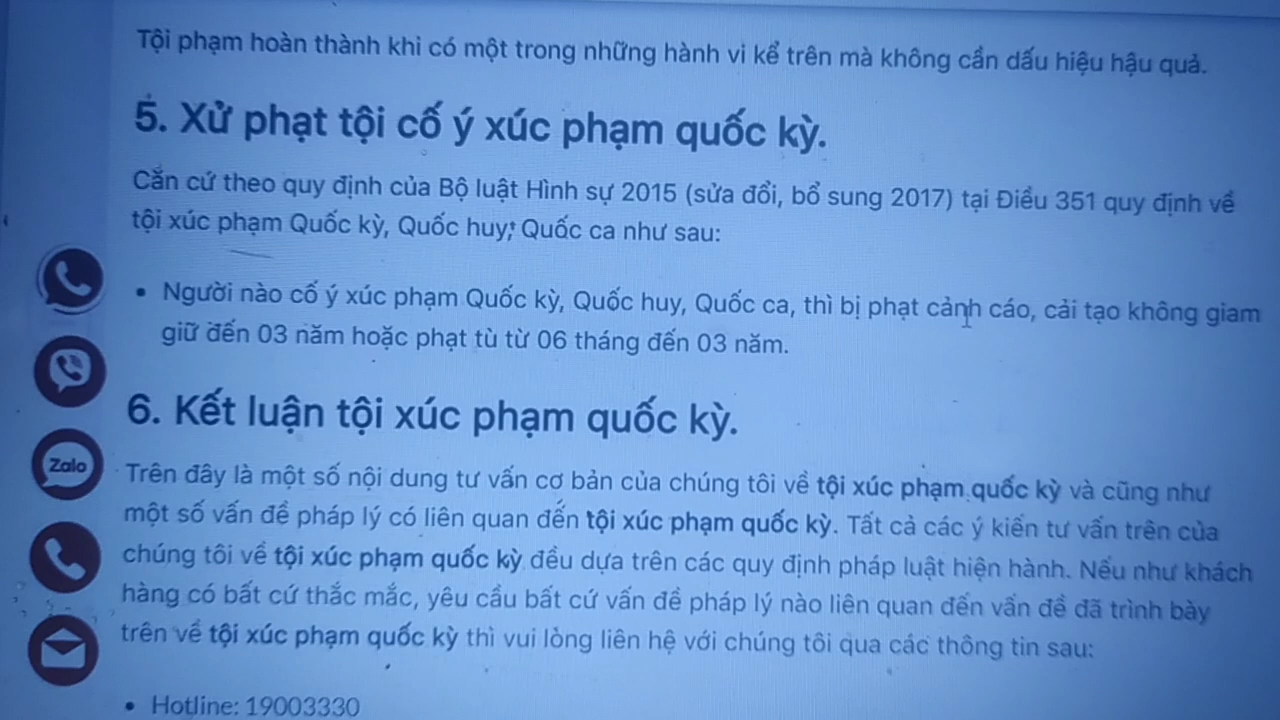 Tội phạm hoàn thành khi có một trong những hành vi kể trên mà không cần dấu hiệu hậu quả.
5. Xử phạt tội cố ý xúc phạm quốc kỳ.
Căn cứ theo quy định của Bộ luật Hình sự 2015 (sửa đổi, bổ sung 2017) tại Điều 351 quy định về
tội xúc phạm Quốc kỳ, Quốc huy, Quốc ca như sau:
• Người nào cố ý xúc phạm Quốc kỳ, Quốc huy, Quốc ca, thì bị phạt cảnh cáo, cải tạo không giam
giữ đến 03 năm hoặc phạt tù từ 06 tháng đến 03 năm.
6. Kết luận tội xúc phạm quốc kỳ.
Zalo
Trên đây là một số nội dung tư vấn cơ bản của chúng tôi về tội xúc phạm quốc kỳ và cũng như
một số vấn đề pháp lý có liên quan đến tội xúc phạm quốc kỳ. Tất cả các ý kiến tư vấn trên của
chúng tôi về tội xúc phạm quốc kỳ đều dựa trên các quy định pháp luật hiện hành. Nếu như khách
hàng có bất cứ thắc mắc, yêu cầu bất cứ vấn đề pháp lý nào liên quan đến vấn đề đã trình bày
trên về tội xúc phạm quốc kỳ thì vui lòng liên hệ với chúng tôi qua các thông tin sau:
• Hotline: 19003330